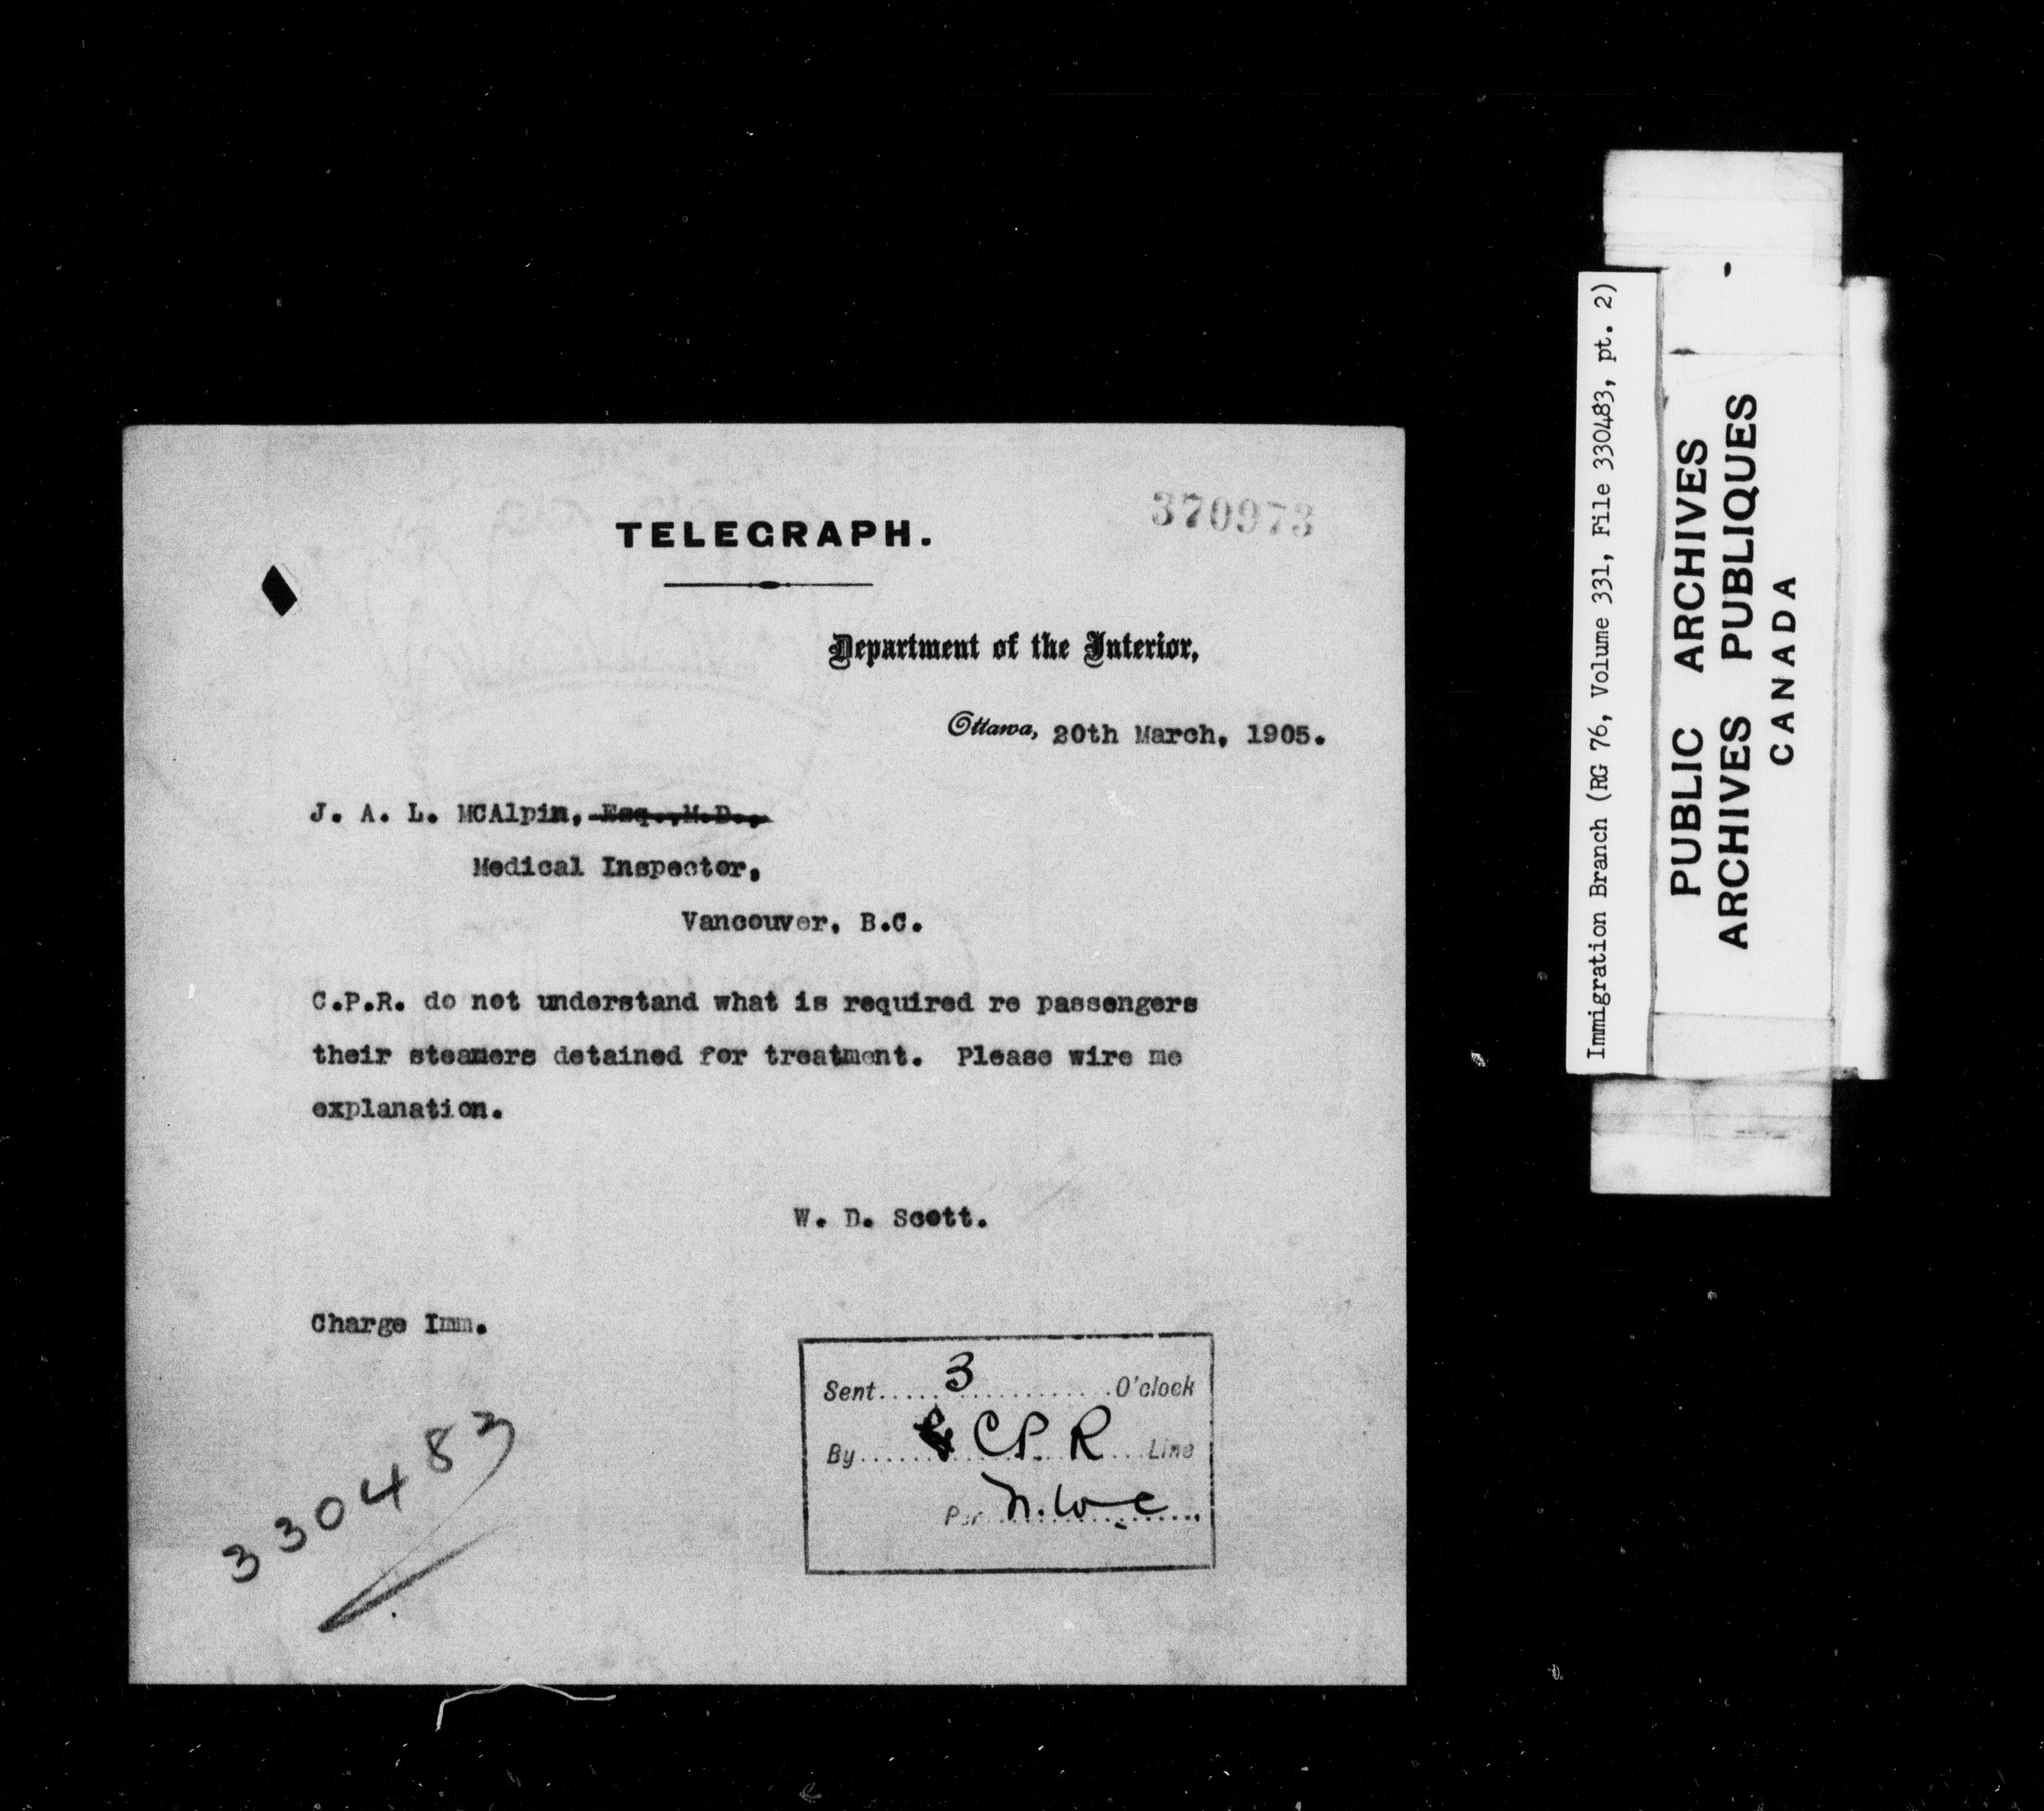 370973
TELEGRAPH.
Department of the Interior,
Ottawa, 20th March, 1905.
J. A. L. MCAlpin, Esq., M.D.,
Medical Inspector,
Vancouver, B.C.
C.P.R. do not understand what is required re passengers
their steamers detained for treatment. Please wire me
explanation.
W. D. Scott.
Charge Imm.
Sent.....3..............O'clock
By........C.P.R....Line
Per n.w.c
330483
Immigration Branch (RG 76, Volume 331, File 330483, pt. 2)
PUBLIC ARCHIVES
ARCHIVES PUBLIQUES
CANADA